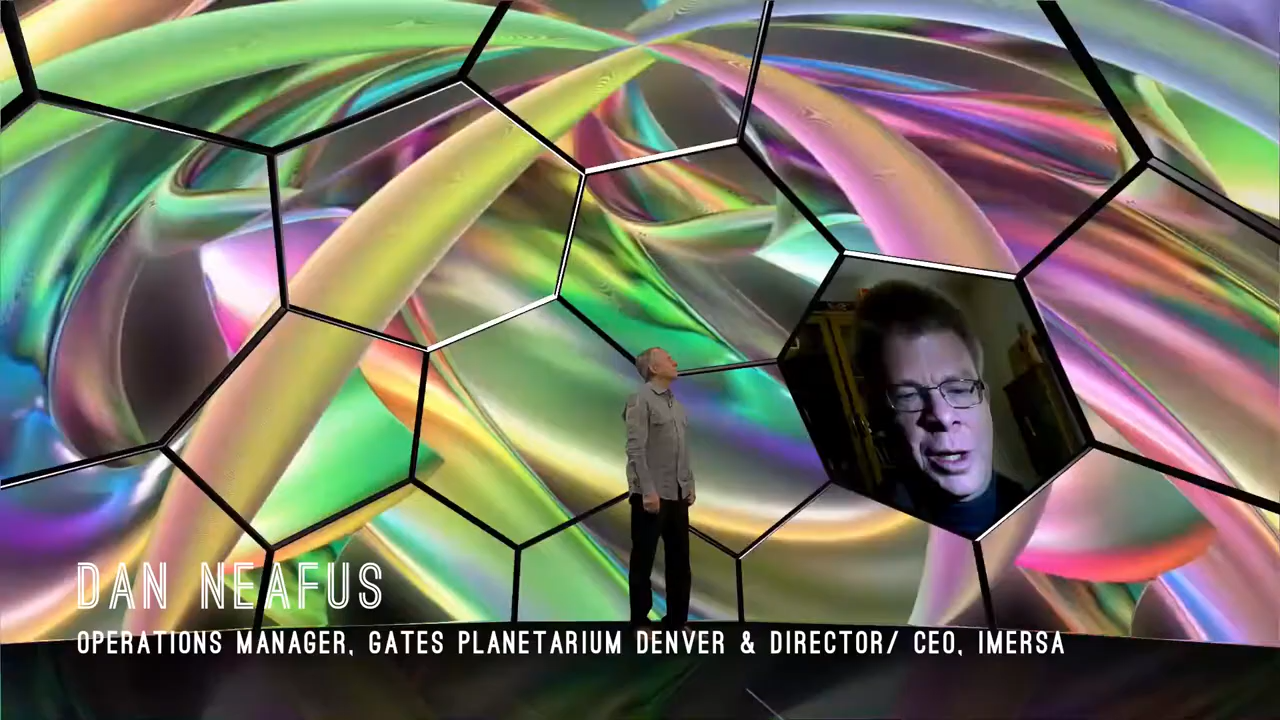 DAN NEAFUS
OPERATIONS MANAGER, GATES PLANETARIUM DENVER & DIRECTOR/ CEO, IMERSA